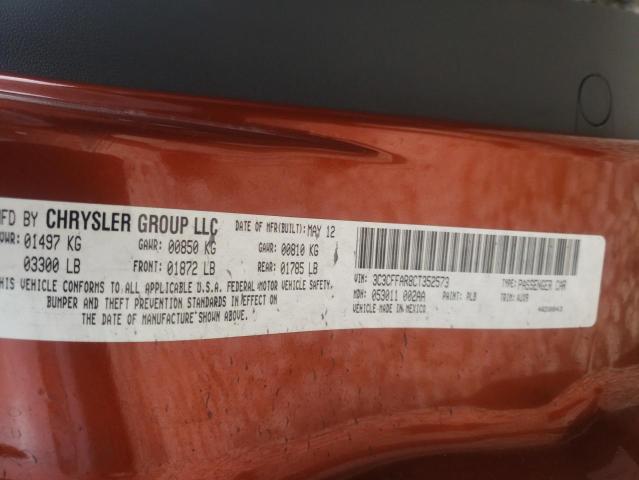 MFD BY CHRYSLER GROUP LLC DATE OF MFR(BUILT): MAY 12
GVWR: 01497 KG GAWR: 00850 KG GAWR: 00810 KG
03300 LB FRONT: 01872 LB REAR: 01785 LB
THIS VEHICLE CONFORMS TO ALL APPLICABLE U.S.A. FEDERAL MOTOR VEHICLE SAFETY,
BUMPER AND THEFT PREVENTION STANDARDS IN EFFECT ON
THE DATE OF MANUFACTURE SHOWN ABOVE.
VIN: 3C3CFFAR8CT352573 TYPE: PASSENGER CAR
MDH: 053011 002AA PAINT: PLB TRIM:
VEHICLE MADE IN MEXICO